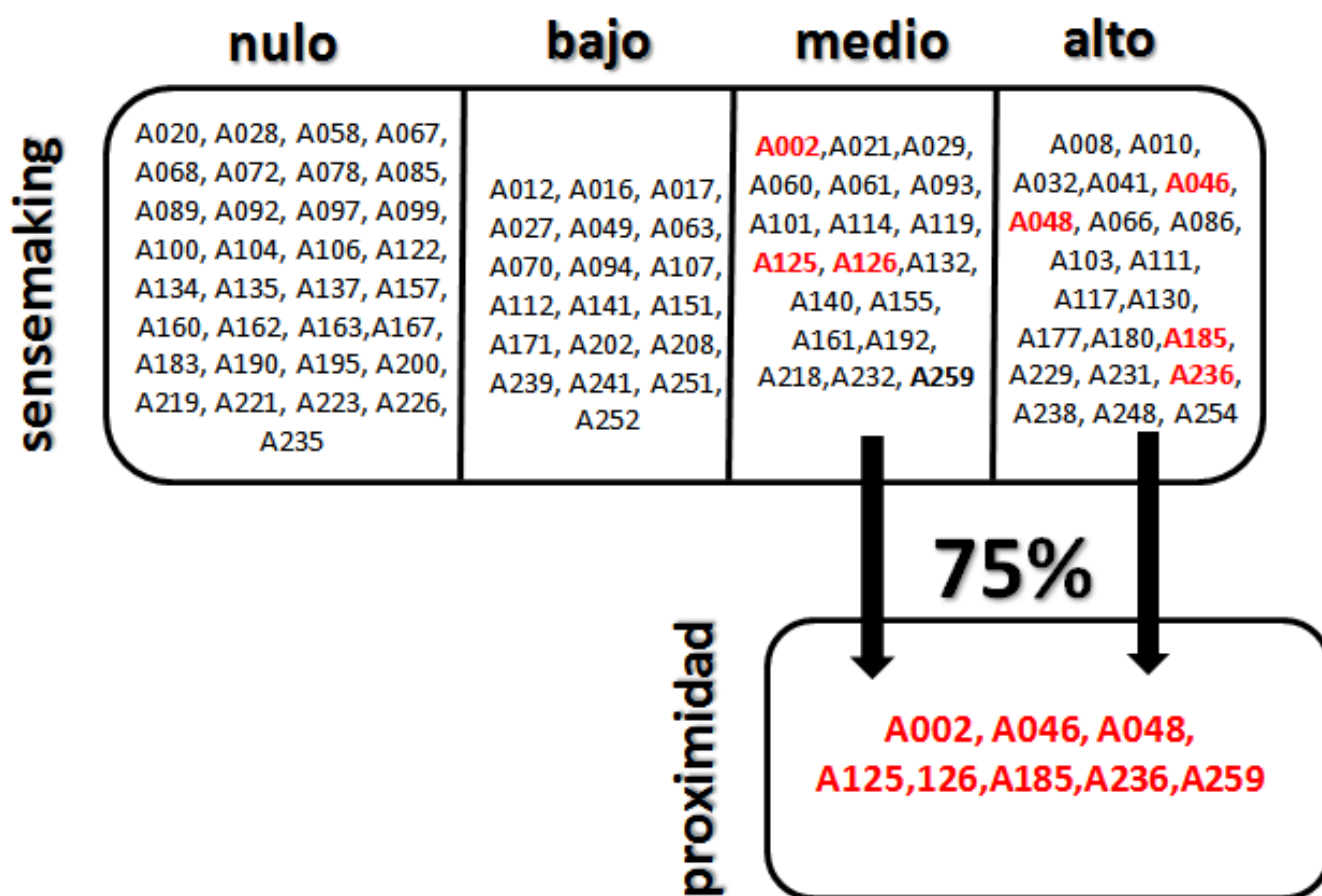 nulo bajo medio alto
sensemaking
A020, A028, A058, A067,
A068, A072, A078, A085,
A089, A092, A097, A099,
A100, A104, A106, A122,
A134, A135, A137, A157,
A160, A162, A163,A167,
A183, A190, A195, A200,
A219, A221, A223, A226,
A235
A012, A016, A017,
A027, A049, A063,
A070, A094, A107,
A112, A141, A151,
A171, A202, A208,
A239, A241, A251,
A252
A002,A021,A029,
A060, A061, A093,
A101, A114, A119,
A125, A126,A132,
A140, A155,
A161,A192,
A218,A232, A259
A008, A010,
A032,A041, A046,
A048, A066, A086,
A103, A111,
A117,A130,
A177,A180,A185,
A229, A231, A236,
A238, A248, A254
75%
proximidad
A002, A046, A048,
A125,126,A185,A236,A259